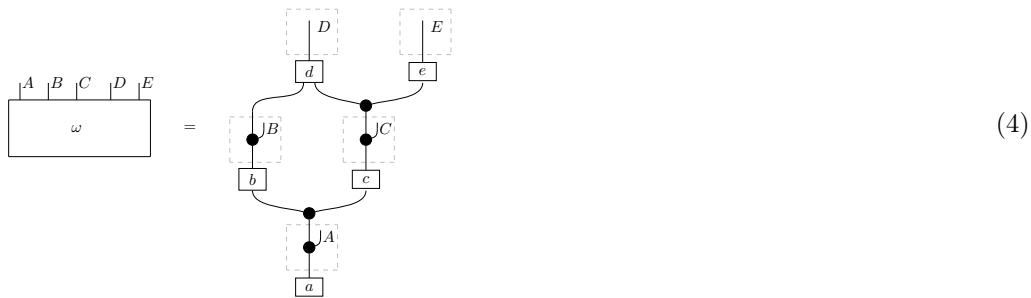 D E
d e
A B C D E
ω = B C (4)
b c
A
a